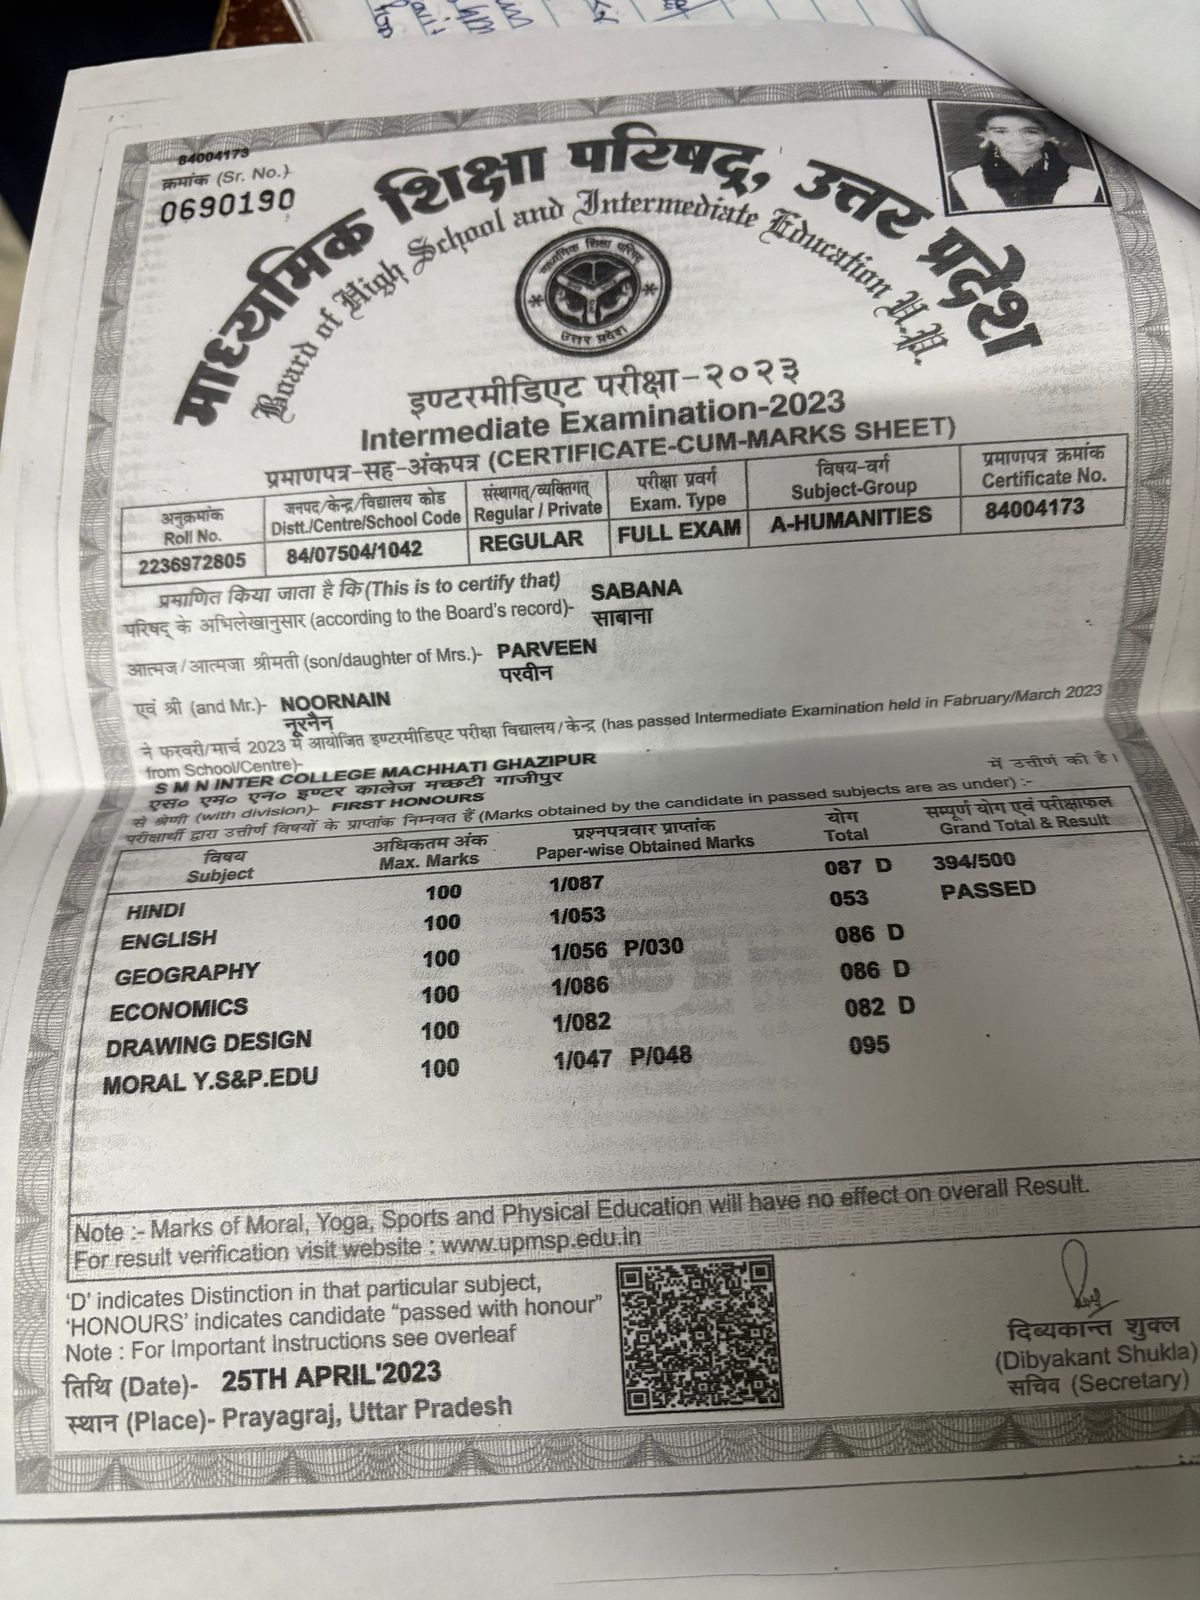 84004173
क्रमांक (Sr. No.)
0690190
माध्यमिक शिक्षा परिषद्, उत्तर प्रदेश
Board of High School and Intermediate Education U.P.
माध्यमिक शिक्षा परिषद्
उत्तर प्रदेश
इण्टरमीडिएट परीक्षा-२०२३
Intermediate Examination-2023
प्रमाणपत्र-सह-अंकपत्र (CERTIFICATE-CUM-MARKS SHEET)
अनुक्रमांक जनपद/केन्द्र/विद्यालय कोड संस्थागत्/व्यक्तिगत् परीक्षा प्रवर्ग विषय-वर्ग प्रमाणपत्र क्रमांक
Roll No. Distt./Centre/School Code Regular / Private Exam. Type Subject-Group Certificate No.
2236972805 84/07504/1042 REGULAR FULL EXAM A-HUMANITIES 84004173
प्रमाणित किया जाता है कि (This is to certify that) SABANA
परिषद् के अभिलेखानुसार (according to the Board's record)- साबाना
आत्मज/आत्मजा श्रीमती (son/daughter of Mrs.)- PARVEEN
परवीन
एवं श्री (and Mr.)- NOORNAIN
नूरनैन
ने फरवरी/मार्च 2023 में आयोजित इण्टरमीडिएट परीक्षा विद्यालय/केन्द्र (has passed Intermediate Examination held in Fabruary/March 2023
from School/Centre)-
S M N INTER COLLEGE MACHHATI GHAZIPUR
एस० एम० एन० इण्टर कालेज मच्छटी गाजीपुर में उत्तीर्ण की है।
से श्रेणी (with division)- FIRST HONOURS
परीक्षार्थी द्वारा उत्तीर्ण विषयों के प्राप्तांक निम्नवत हैं (Marks obtained by the candidate in passed subjects are as under) :-
विषय अधिकतम अंक प्रश्नपत्रवार प्राप्तांक योग सम्पूर्ण योग एवं परीक्षाफल
Subject Max. Marks Paper-wise Obtained Marks Total Grand Total & Result
HINDI 100 1/087 087 D 394/500
ENGLISH 100 1/053 053 PASSED
GEOGRAPHY 100 1/056 P/030 086 D
ECONOMICS 100 1/086 086 D
DRAWING DESIGN 100 1/082 082 D
MORAL Y.S&P.EDU 100 1/047 P/048 095
Note :- Marks of Moral, Yoga, Sports and Physical Education will have no effect on overall Result.
For result verification visit website : www.upmsp.edu.in
'D' indicates Distinction in that particular subject,
'HONOURS' indicates candidate "passed with honour"
Note : For Important Instructions see overleaf
तिथि (Date)- 25TH APRIL'2023
स्थान (Place)- Prayagraj, Uttar Pradesh
दिव्यकान्त शुक्ल
(Dibyakant Shukla)
सचिव (Secretary)